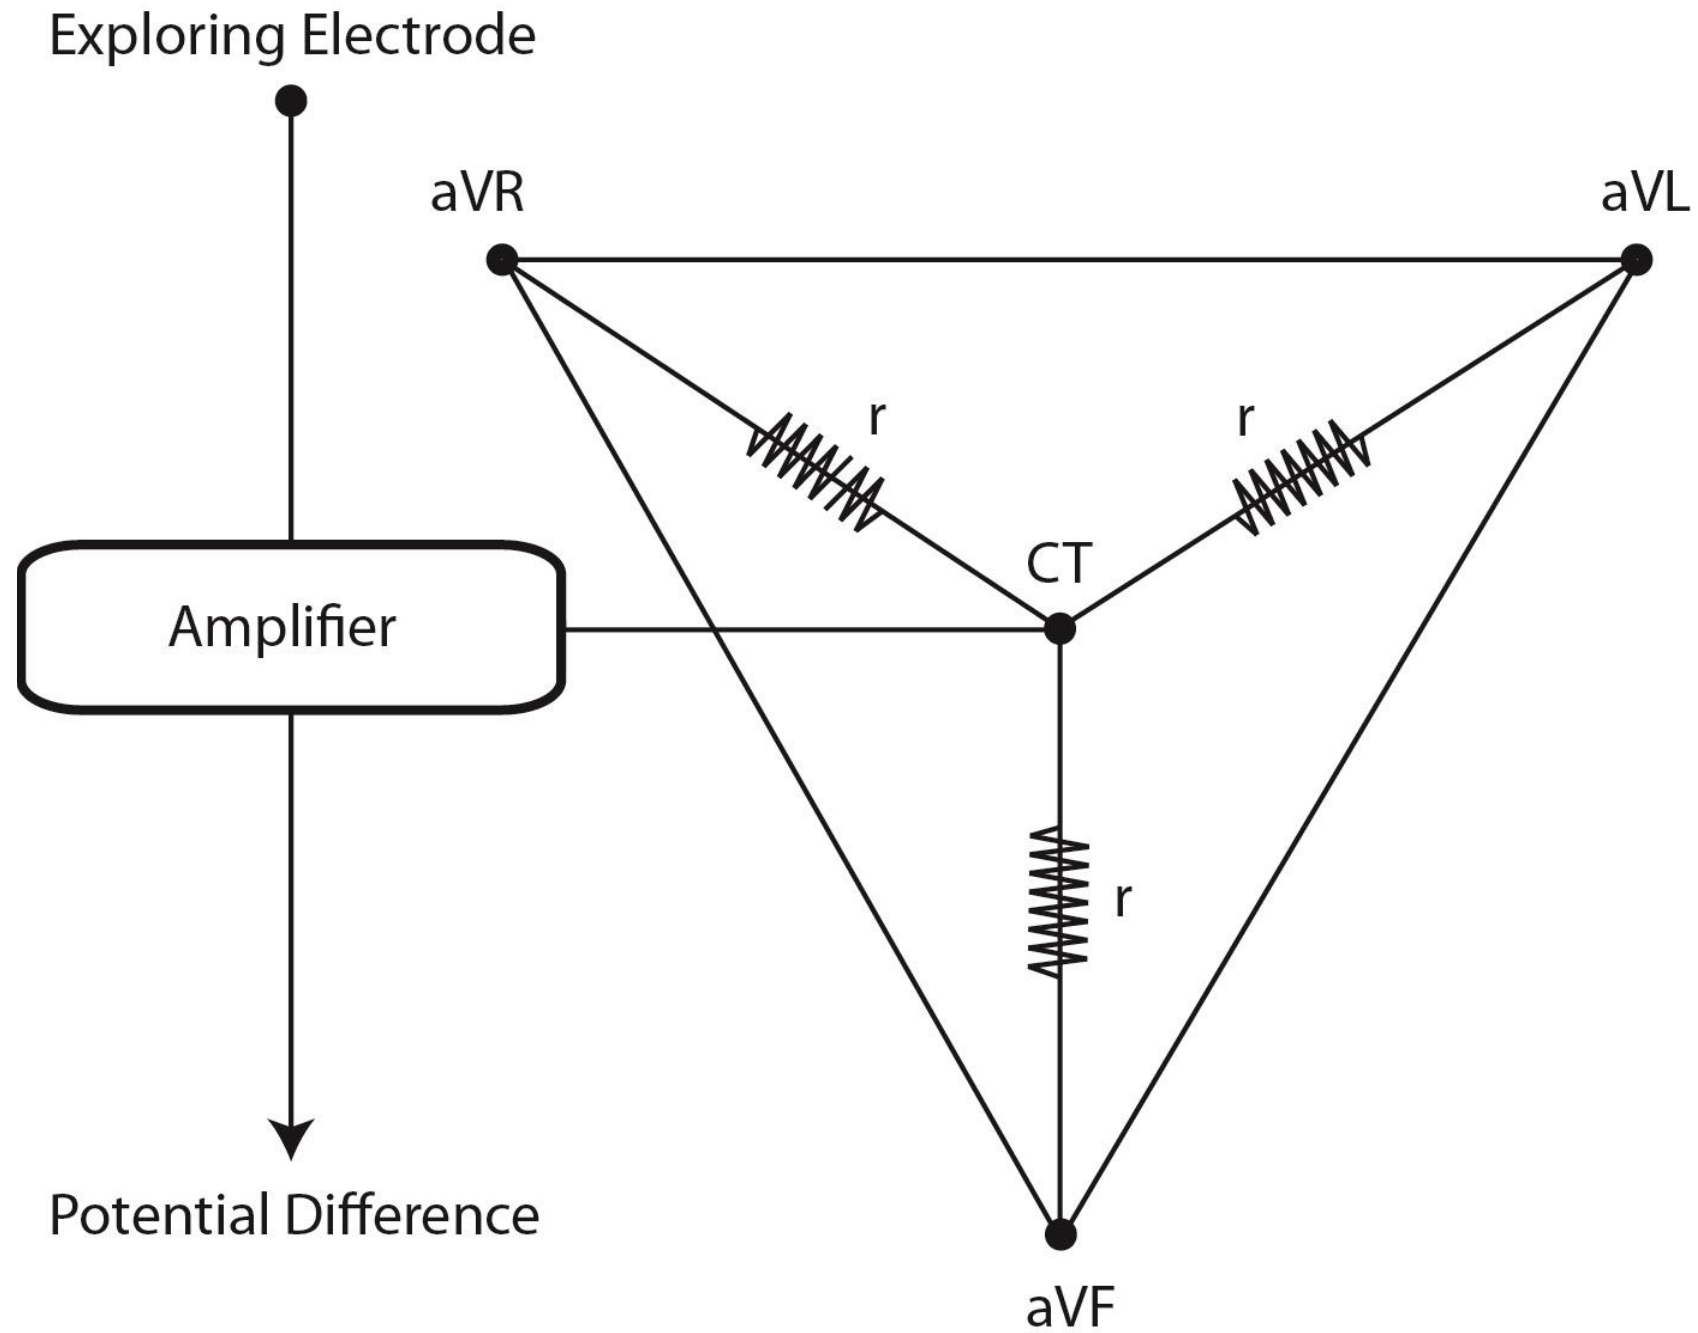 Exploring Electrode
aVR
aVL
r
r
CT
Amplifier
r
Potential Difference
aVF